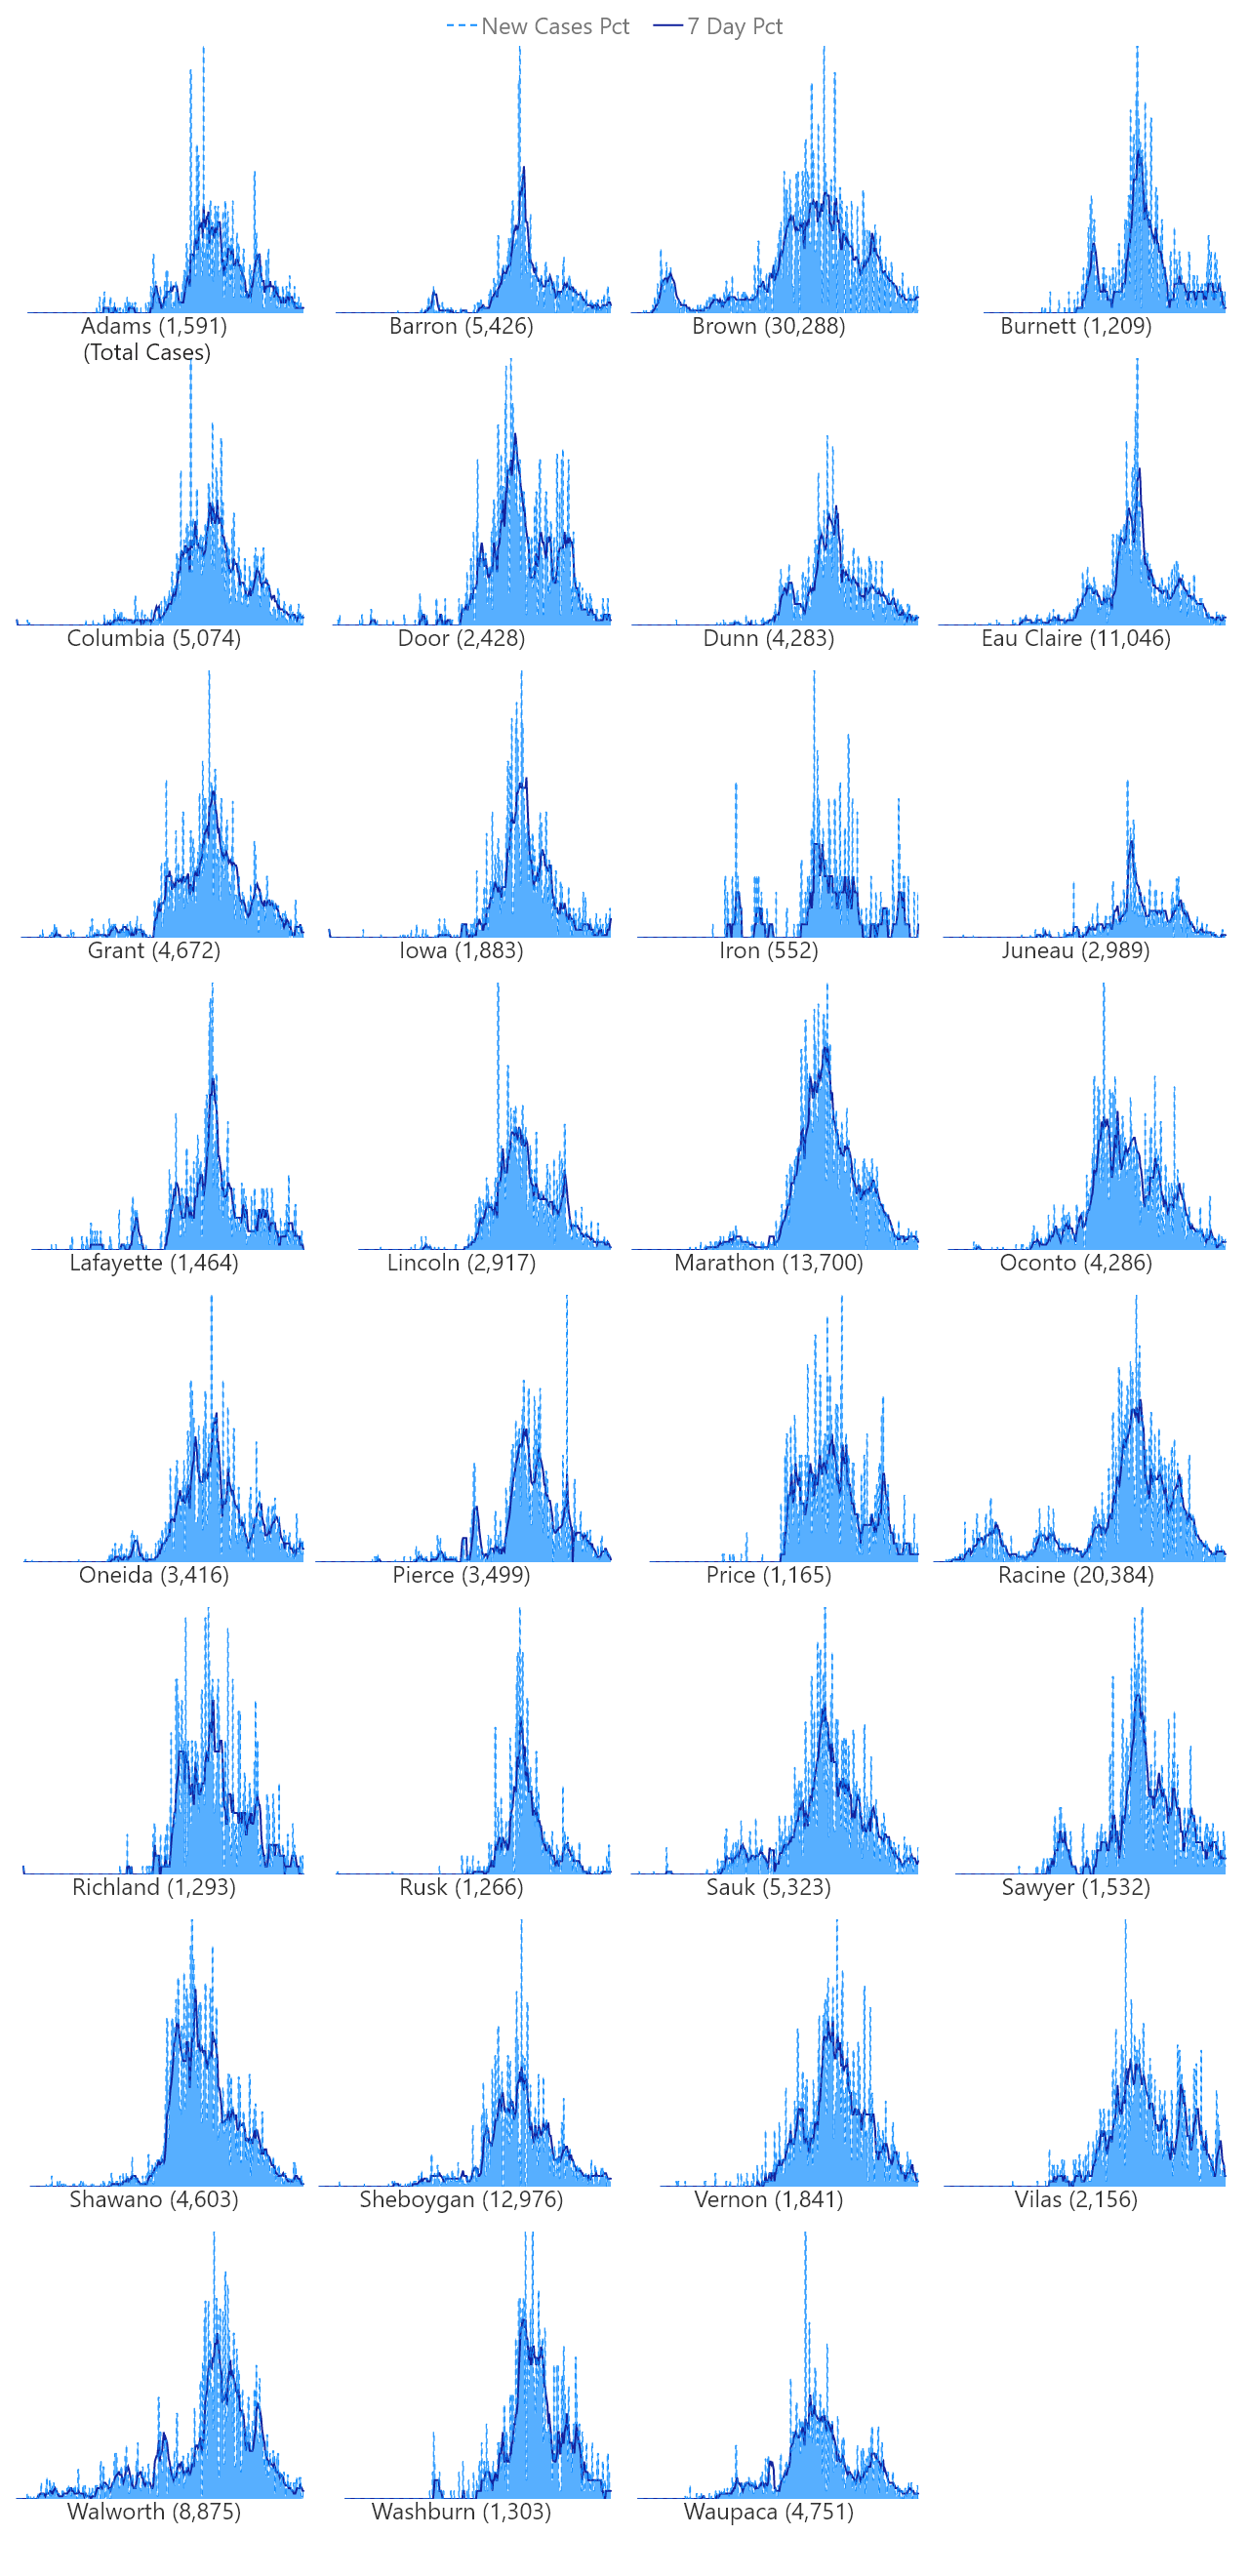 New Cases Pct 7 Day Pct
Adams (1,591) Barron (5,426) Brown (30,288) Burnett (1,209)
(Total Cases)
Columbia (5,074) Door (2,428) Dunn (4,283) Eau Claire (11,046)
Grant (4,672) Iowa (1,883) Iron (552) Juneau (2,989)
Lafayette (1,464) Lincoln (2,917) Marathon (13,700) Oconto (4,286)
Oneida (3,416) Pierce (3,499) Price (1,165) Racine (20,384)
Richland (1,293) Rusk (1,266) Sauk (5,323) Sawyer (1,532)
Shawano (4,603) Sheboygan (12,976) Vernon (1,841) Vilas (2,156)
Walworth (8,875) Washburn (1,303) Waupaca (4,751)